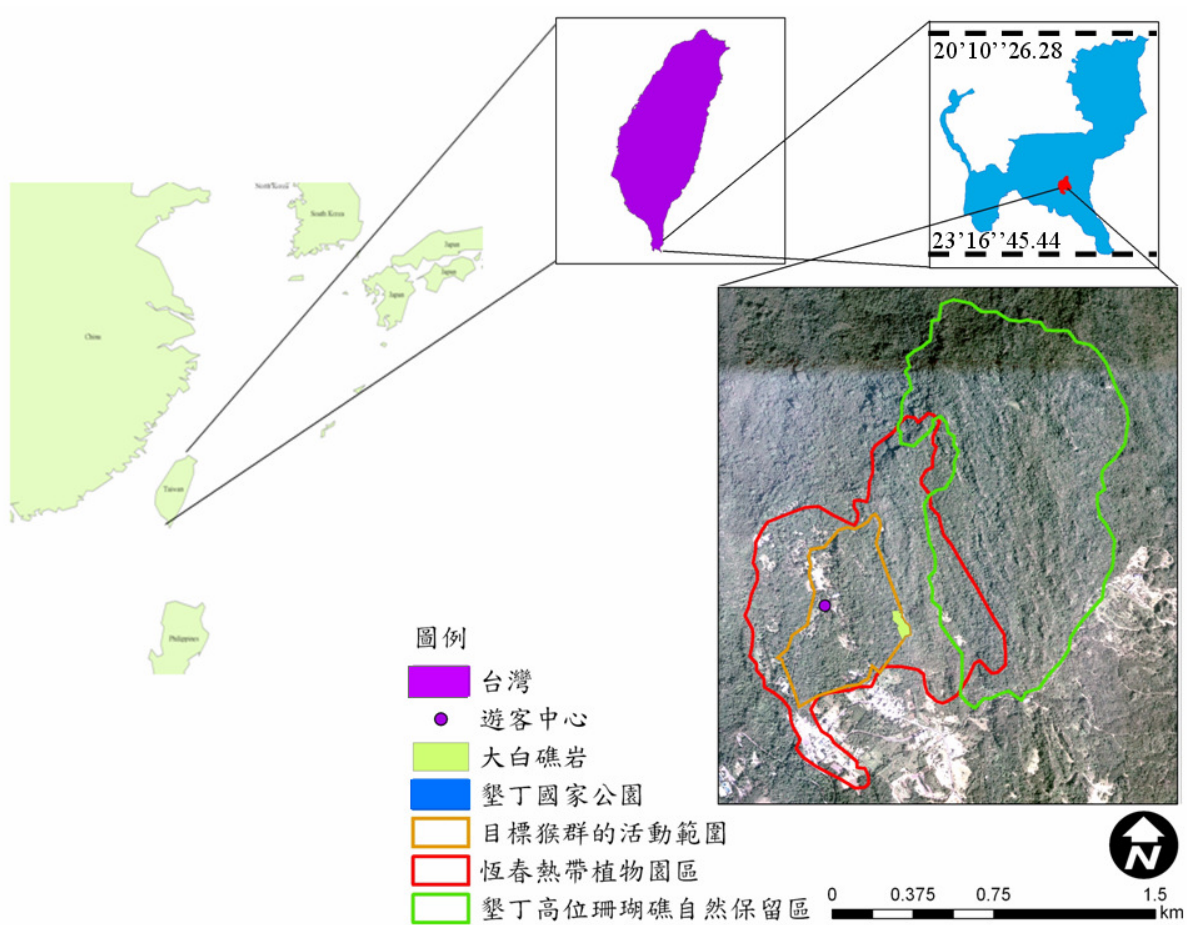 20’10’’26.28
23’16’’45.44
North Korea
South Korea
Japan
Japan
Japan
China
Taiwan
Philippines
圖例
台灣
遊客中心
大白礁岩
墾丁國家公園
目標猴群的活動範圍
恆春熱帶植物園區
墾丁高位珊瑚礁自然保留區
N
0 0.375 0.75 1.5
km